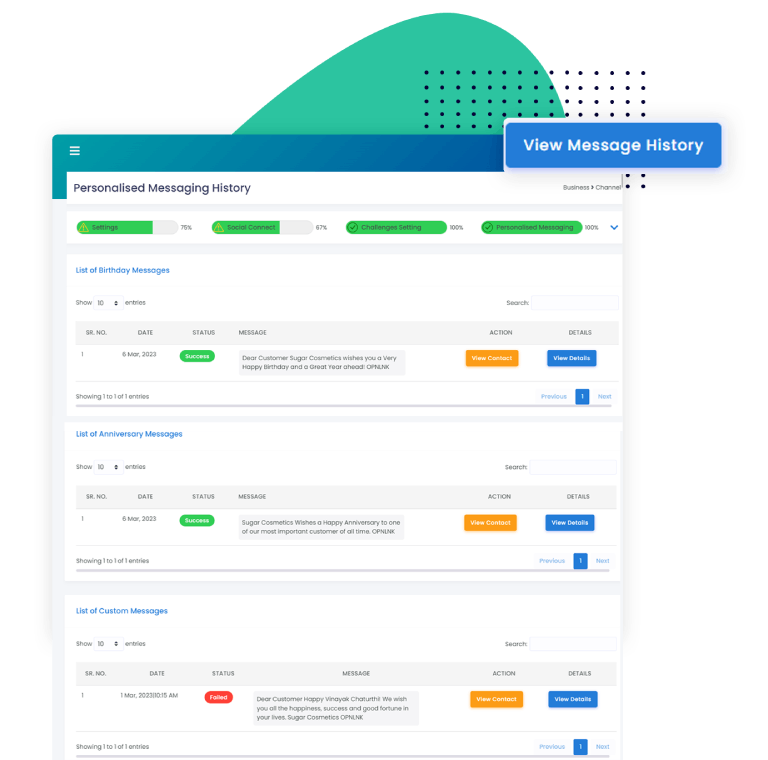 View Message History
Personalised Messaging History
Business > Channel
Settings 75% Social Connect 67% Challenges Setting 100% Personalised Messaging 100%
List of Birthday Messages
Show 10 entries Search:
SR. NO. DATE STATUS MESSAGE ACTION DETAILS
1 6 Mar, 2023 Success Dear Customer Sugar Cosmetics wishes you a Very View Contact View Details
Happy Birthday and a Great Year ahead! OPNLNK
Showing 1 to 1 of 1 entries Previous 1 Next
List of Anniversary Messages
Show 10 entries Search:
SR. NO. DATE STATUS MESSAGE ACTION DETAILS
1 6 Mar, 2023 Success Sugar Cosmetics Wishes a Happy Anniversary to one View Contact View Details
of our most important customer of all time. OPNLNK
Showing 1 to 1 of 1 entries Previous 1 Next
List of Custom Messages
Show 10 entries Search:
SR. NO. DATE STATUS MESSAGE ACTION DETAILS
1 1 Mar, 2023|10:15 AM Failed Dear Customer Happy Vinayak Chaturthi! We wish View Contact View Details
you all the happiness, success and good fortune in
your lives. Sugar Cosmetics OPNLNK
Showing 1 to 1 of 1 entries Previous 1 Next